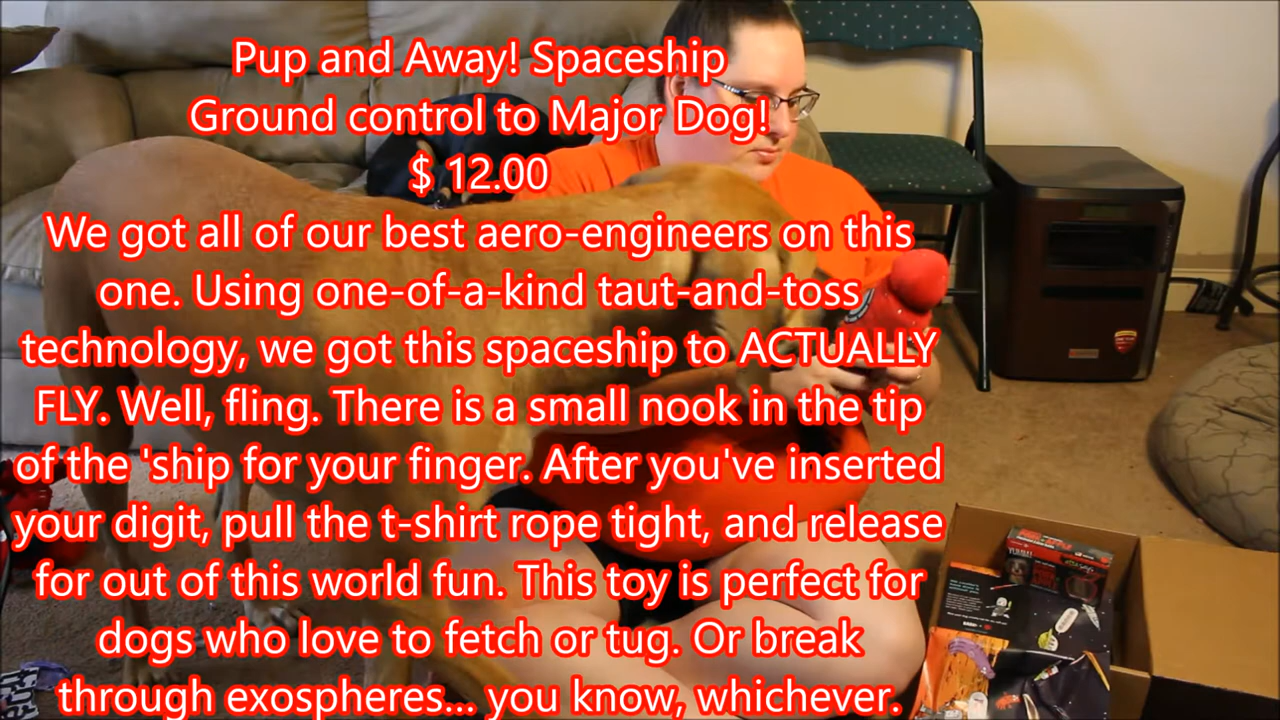 Pup and Away! Spaceship
Ground control to Major Dog!
$ 12.00
We got all of our best aero-engineers on this
one. Using one-of-a-kind taut-and-toss
technology, we got this spaceship to ACTUALLY
FLY. Well, fling. There is a small nook in the tip
of the 'ship for your finger. After you've inserted
your digit, pull the t-shirt rope tight, and release
for out of this world fun. This toy is perfect for
dogs who love to fetch or tug. Or break
through exospheres... you know, whichever.